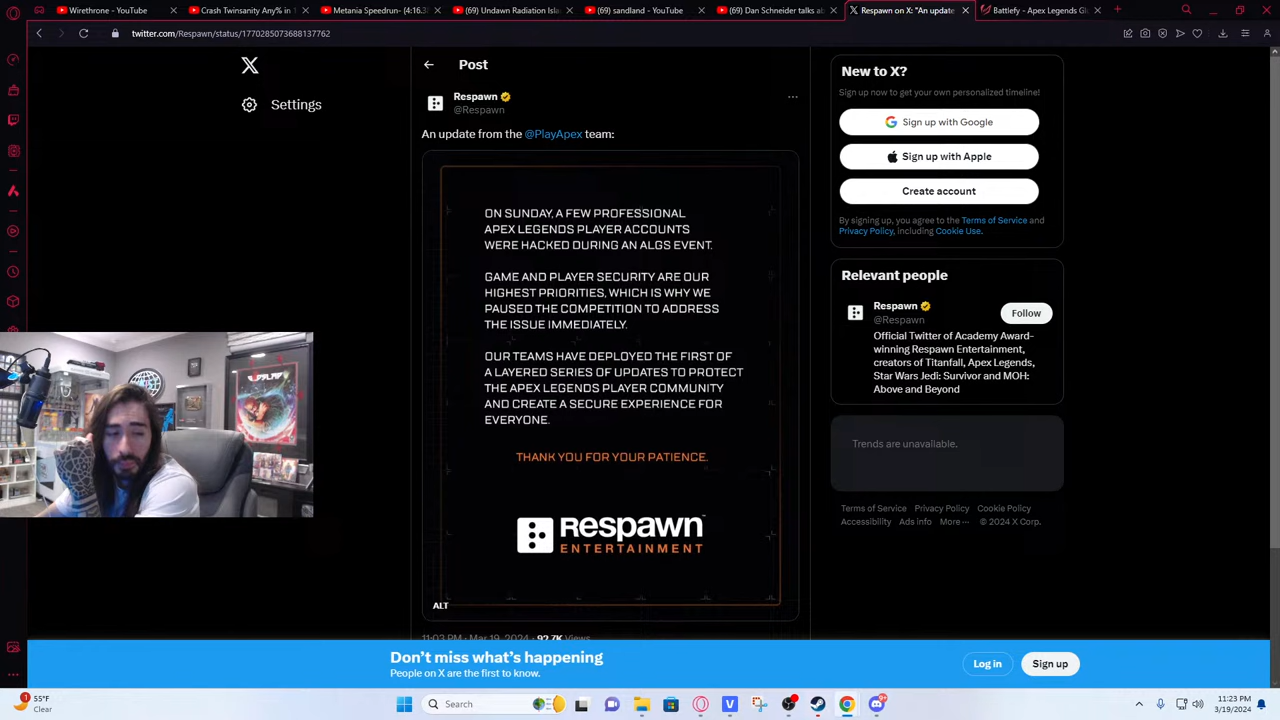 Wirethrone - YouTube
Crash Twinsanity Any% in 1
Metania Speedrun- (4:16.3
(69) Undawn Radiation Isla
(69) sandland - YouTube
(69) Dan Schneider talks ab
Respawn on X: "An update
Battlefy - Apex Legends Gl
twitter.com/Respawn/status/1770285073688137762
Settings
Post
Respawn
@Respawn
An update from the @PlayApex team:
ON SUNDAY, A FEW PROFESSIONAL
APEX LEGENDS PLAYER ACCOUNTS
WERE HACKED DURING AN ALGS EVENT.
GAME AND PLAYER SECURITY ARE OUR
HIGHEST PRIORITIES, WHICH IS WHY WE
PAUSED THE COMPETITION TO ADDRESS
THE ISSUE IMMEDIATELY.
OUR TEAMS HAVE DEPLOYED THE FIRST OF
A LAYERED SERIES OF UPDATES TO PROTECT
THE APEX LEGENDS PLAYER COMMUNITY
AND CREATE A SECURE EXPERIENCE FOR
EVERYONE.
THANK YOU FOR YOUR PATIENCE.
RESPAWN
ENTERTAINMENT
ALT
11:03 PM · Mar 19, 2024 · 92.7K Views
New to X?
Sign up now to get your own personalized timeline!
Sign up with Google
Sign up with Apple
Create account
By signing up, you agree to the Terms of Service and
Privacy Policy, including Cookie Use.
Relevant people
Respawn
@Respawn
Follow
Official Twitter of Academy Award-
winning Respawn Entertainment,
creators of Titanfall, Apex Legends,
Star Wars Jedi: Survivor and MOH:
Above and Beyond
Trends are unavailable.
Terms of Service Privacy Policy Cookie Policy
Accessibility Ads info More ··· © 2024 X Corp.
Don't miss what's happening
People on X are the first to know.
Log in
Sign up
1
55°F
Clear
Search
11:23 PM
3/19/2024